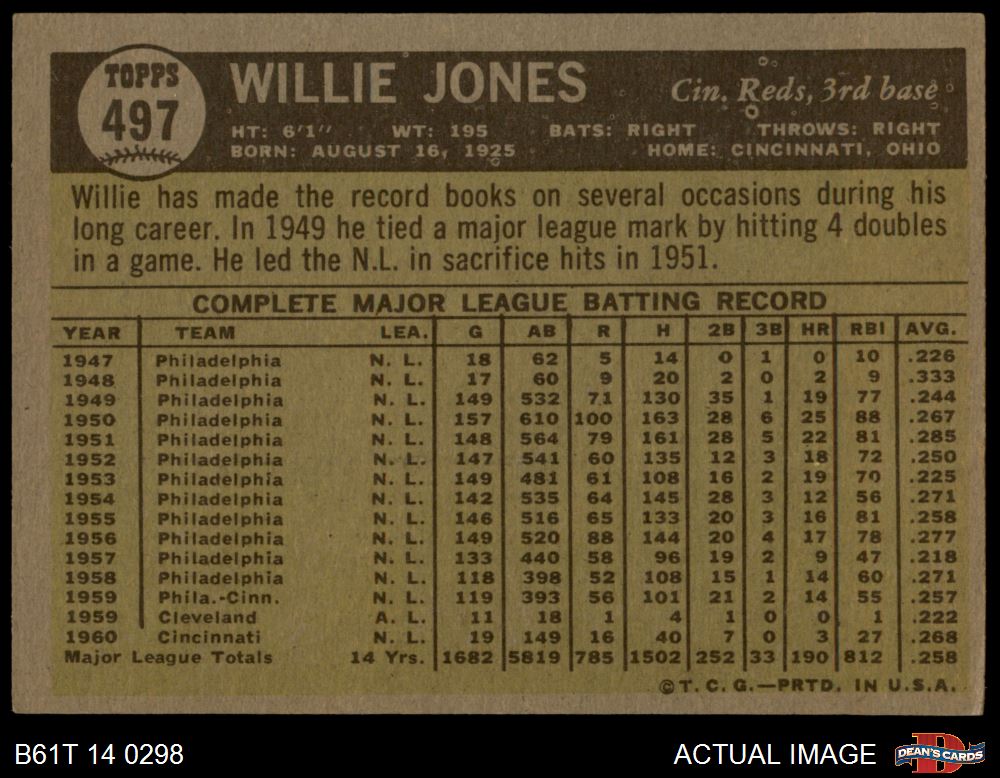 TOPPS
497
WILLIE JONES
Cin. Reds, 3rd base
HT: 6'1" WT: 195 BATS: RIGHT THROWS: RIGHT
BORN: AUGUST 16, 1925 HOME: CINCINNATI, OHIO
Willie has made the record books on several occasions during his
long career. In 1949 he tied a major league mark by hitting 4 doubles
in a game. He led the N.L. in sacrifice hits in 1951.
COMPLETE MAJOR LEAGUE BATTING RECORD
YEAR TEAM LEA. G AB R H 2B 3B HR RBI AVG.
1947 Philadelphia N. L. 18 62 5 14 0 1 0 10 .226
1948 Philadelphia N. L. 17 60 9 20 2 0 2 9 .333
1949 Philadelphia N. L. 149 532 71 130 35 1 19 77 .244
1950 Philadelphia N. L. 157 610 100 163 28 6 25 88 .267
1951 Philadelphia N. L. 148 564 79 161 28 5 22 81 .285
1952 Philadelphia N. L. 147 541 60 135 12 3 18 72 .250
1953 Philadelphia N. L. 149 481 61 108 16 2 19 70 .225
1954 Philadelphia N. L. 142 535 64 145 28 3 12 56 .271
1955 Philadelphia N. L. 146 516 65 133 20 3 16 81 .258
1956 Philadelphia N. L. 149 520 88 144 20 4 17 78 .277
1957 Philadelphia N. L. 133 440 58 96 19 2 9 47 .218
1958 Philadelphia N. L. 118 398 52 108 15 1 14 60 .271
1959 Phila.-Cinn. N. L. 119 393 56 101 21 2 14 55 .257
1959 Cleveland A. L. 11 18 1 4 1 0 0 1 .222
1960 Cincinnati N. L. 19 149 16 40 7 0 3 27 .268
Major League Totals 14 Yrs. 1682 5819 785 1502 252 33 190 812 .258
©T. C. G.—PRTD. IN U.S.A.
B61T 14 0298
ACTUAL IMAGE
DEAN'S CARDS